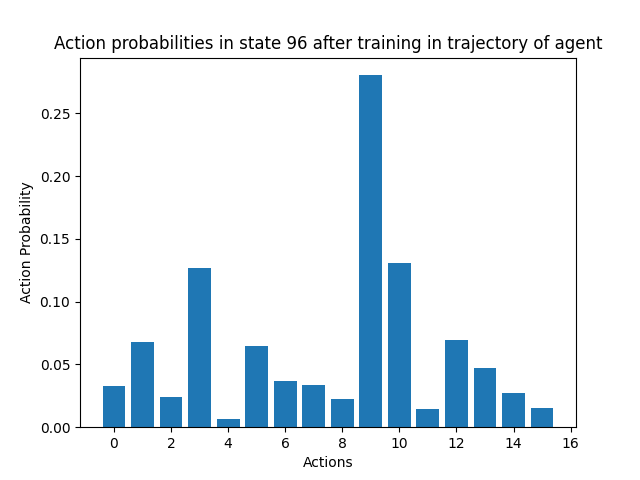 Action probabilities in state 96 after training in trajectory of agent
0.25
0.20
0.15
0.10
0.05
0.00
Action Probability
0 2 4 6 8 10 12 14 16
Actions